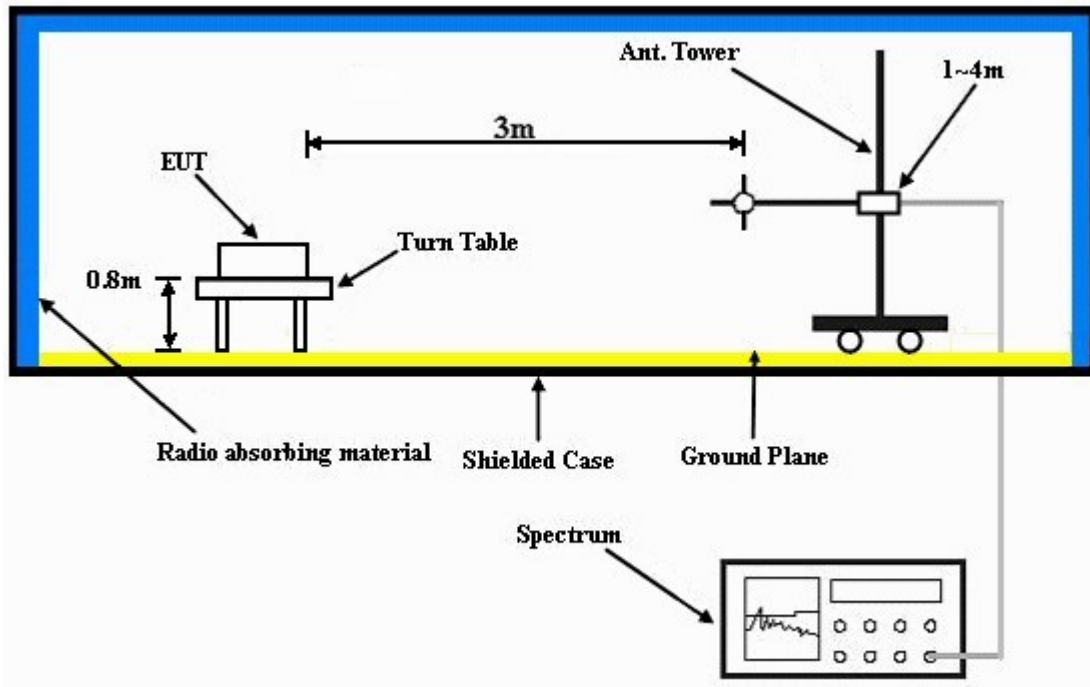 Ant. Tower
1~4m
3m
EUT
Turn Table
0.8m
Radio absorbing material
Shielded Case
Ground Plane
Spectrum